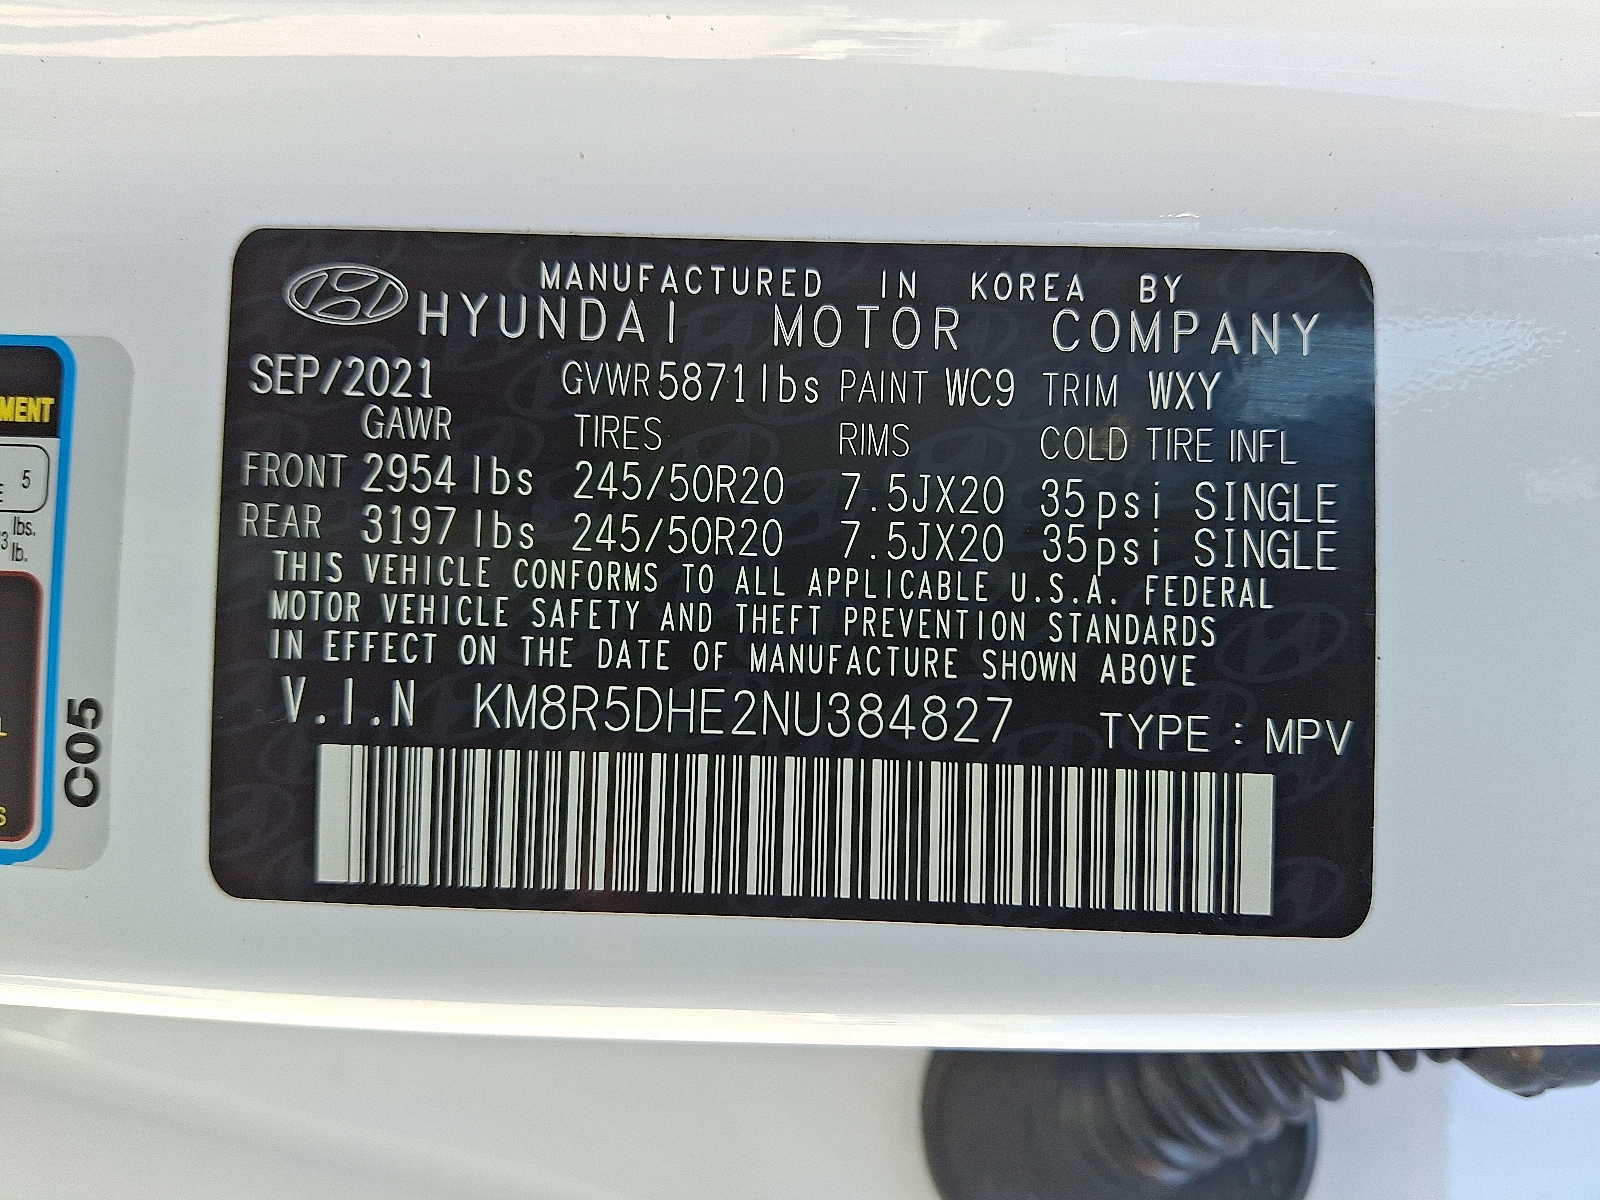 MANUFACTURED IN KOREA BY
HYUNDAI MOTOR COMPANY
SEP/2021 GVWR 5871lbs PAINT WC9 TRIM WXY
GAWR TIRES RIMS COLD TIRE INFL
FRONT 2954 lbs 245/50R20 7.5JX20 35psi SINGLE
REAR 3197 lbs 245/50R20 7.5JX20 35psi SINGLE
THIS VEHICLE CONFORMS TO ALL APPLICABLE U.S.A. FEDERAL
MOTOR VEHICLE SAFETY AND THEFT PREVENTION STANDARDS
IN EFFECT ON THE DATE OF MANUFACTURE SHOWN ABOVE
V.I.N KM8R5DHE2NU384827 TYPE : MPV
5
lbs.
lb.
C05